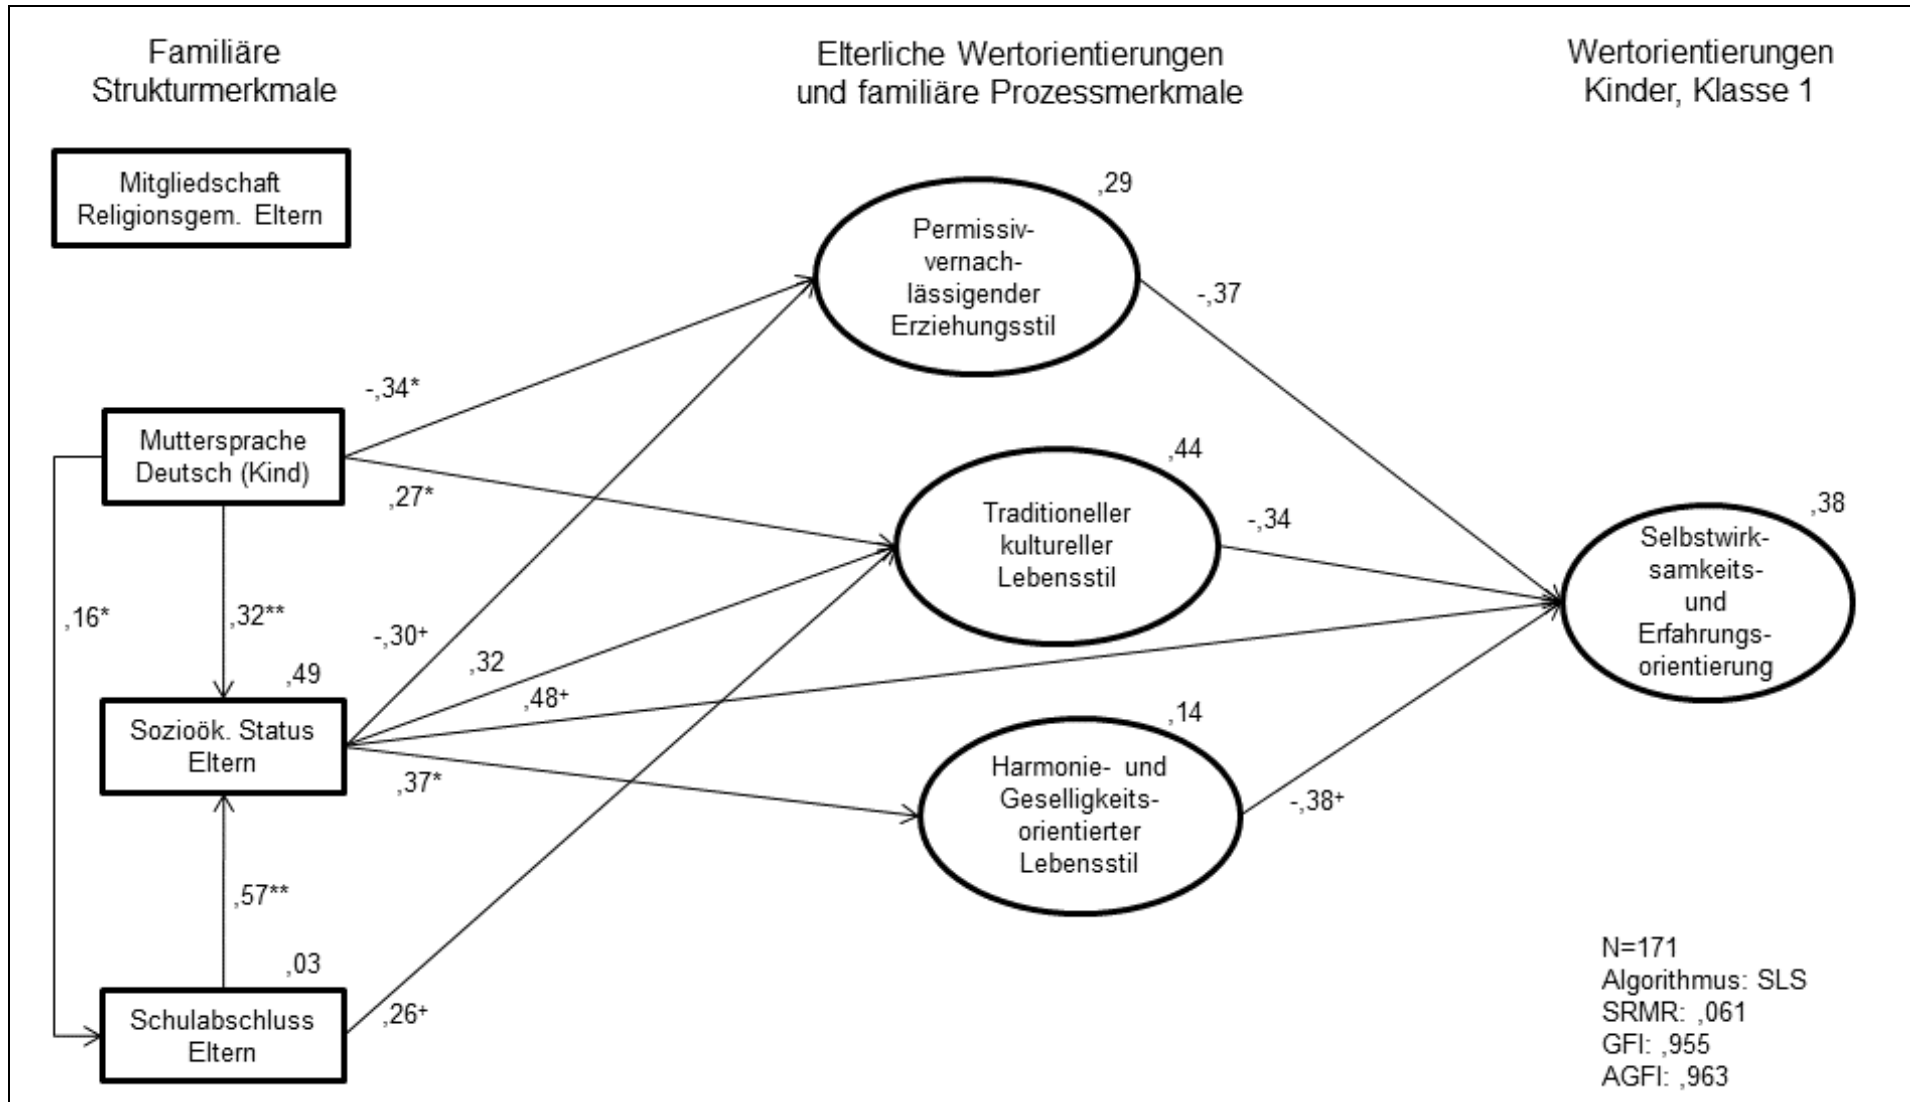 Familiäre
Strukturmerkmale
Elterliche Wertorientierungen
und familiäre Prozessmerkmale
Wertorientierungen
Kinder, Klasse 1
Mitgliedschaft
Religionsgem. Eltern
,29
Permissiv-
vernach-
lässigender
Erziehungsstil
-,37
-,34*
Muttersprache
Deutsch (Kind)
,27*
,44
Traditioneller
kultureller
Lebensstil
-,34
,38
Selbstwirk-
samkeits-
und
Erfahrungs-
orientierung
,16*
,32**
-,30+
,32
,48+
,49
Sozioök. Status
Eltern
,37*
,14
Harmonie- und
Geselligkeits-
orientierter
Lebensstil
-,38+
,57**
,03
Schulabschluss
Eltern
,26+
N=171
Algorithmus: SLS
SRMR: ,061
GFI: ,955
AGFI: ,963